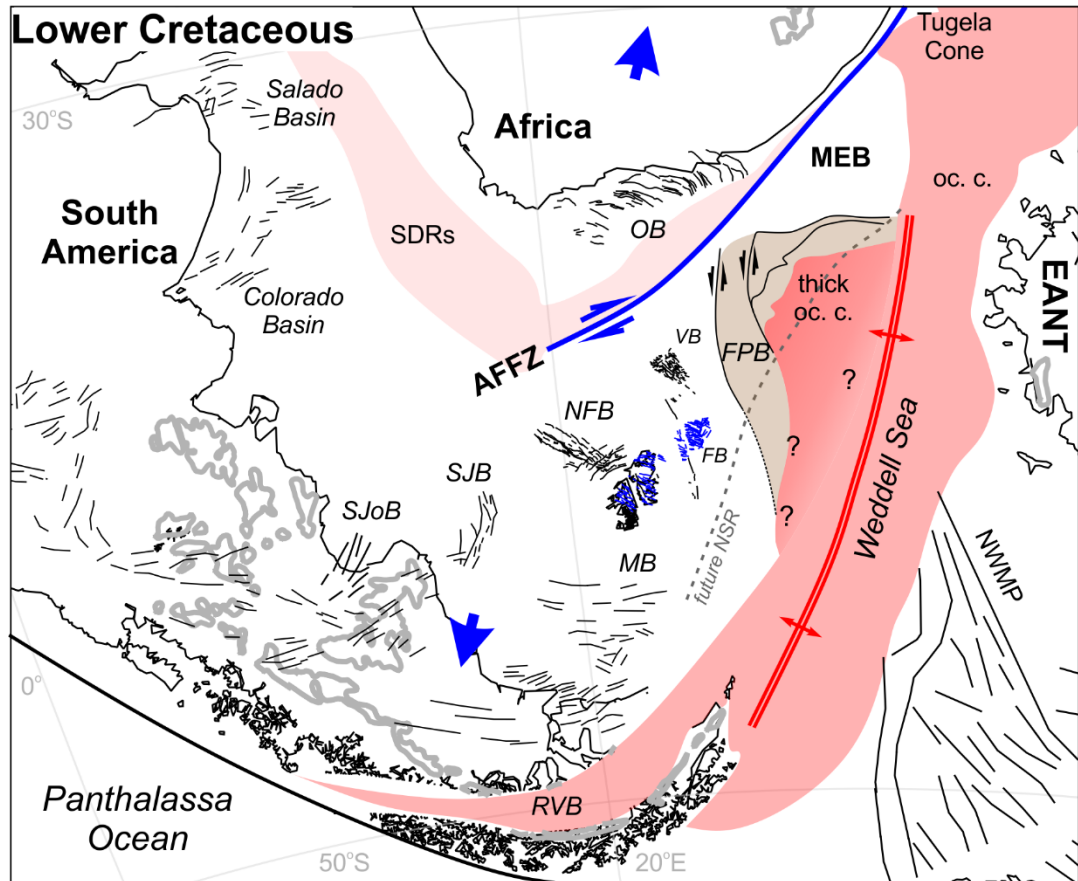 Lower Cretaceous
Tugela
Cone
Salado
Basin
30°S
Africa
MEB
oc. c.
South
America
SDRs
OB
EANT
Colorado
Basin
thick
oc. c.
VB
FPB
AFFZ
?
NFB
FB
?
Weddell Sea
SJB
SJoB
?
MB
future NSR
NWMP
0°
Panthalassa
Ocean
RVB
50°S
20°E